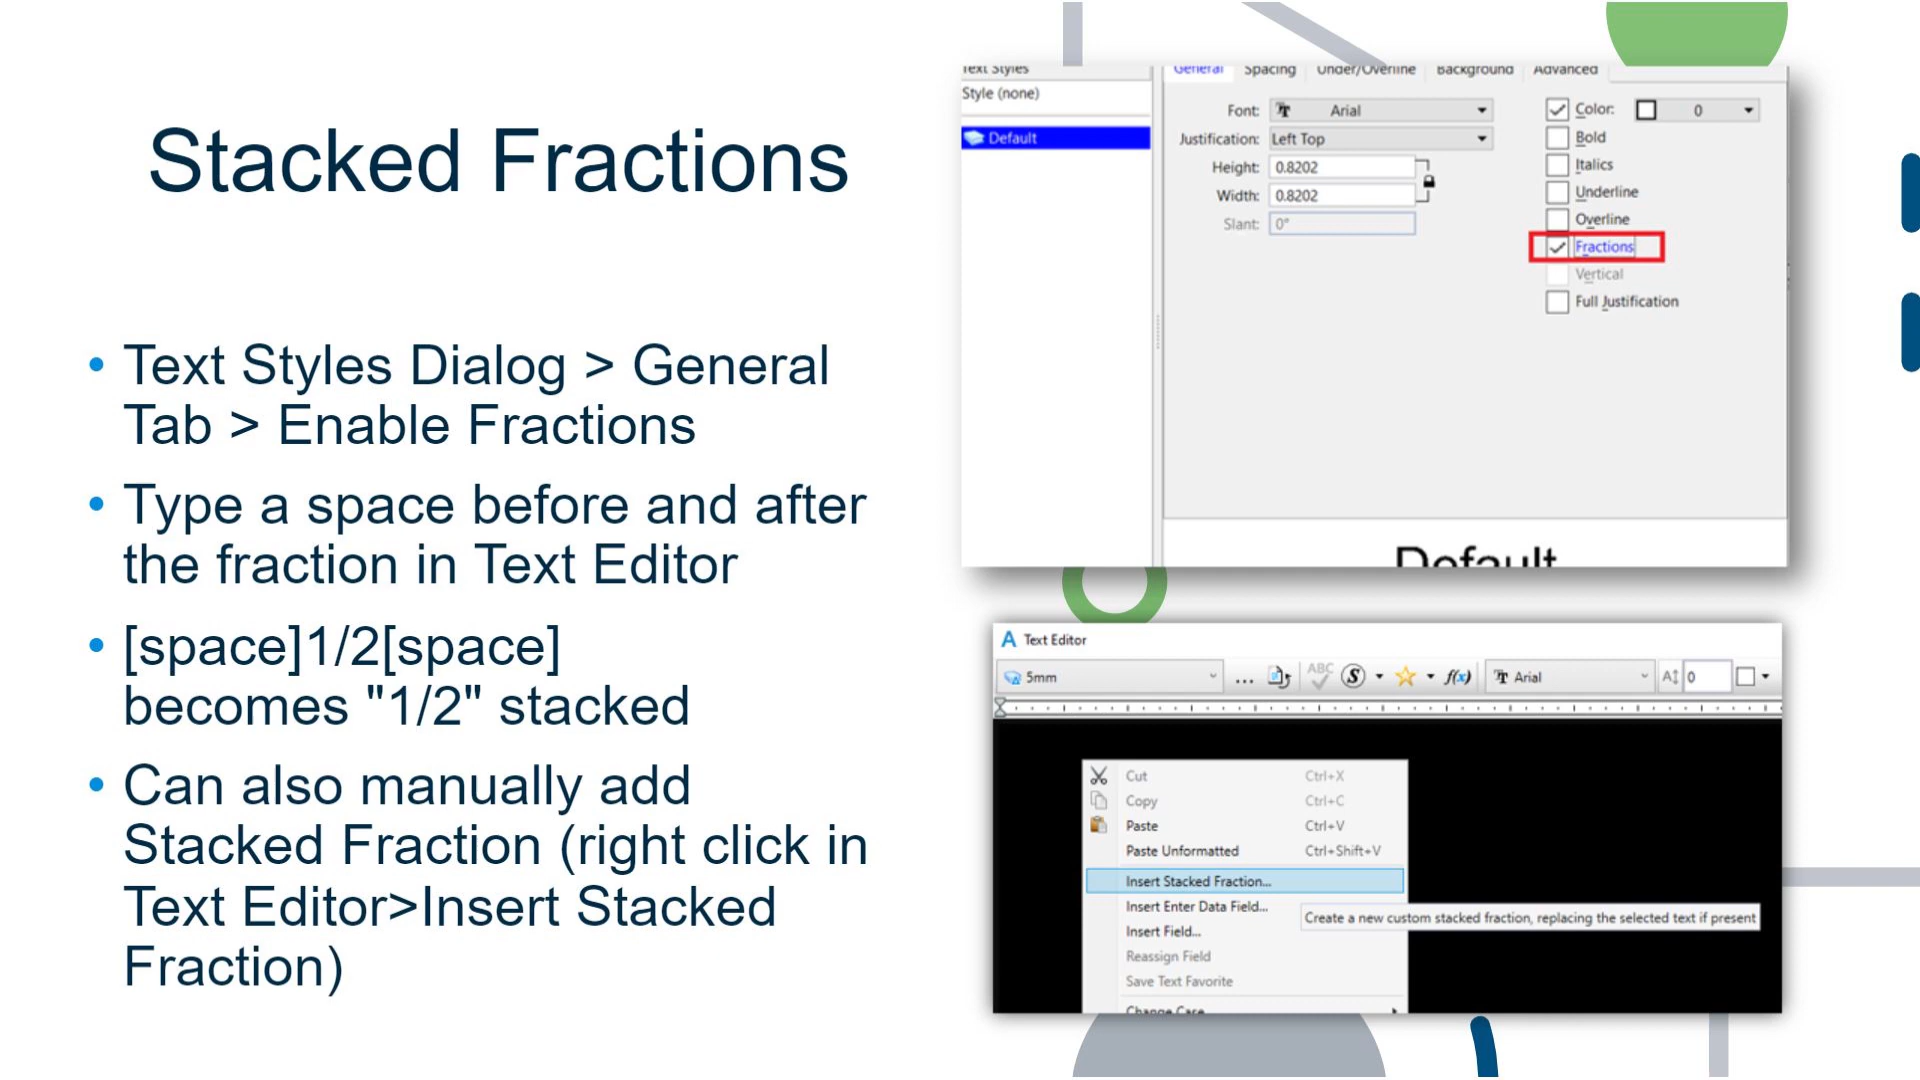 Stacked Fractions
• Text Styles Dialog > General
Tab > Enable Fractions
• Type a space before and after
the fraction in Text Editor
• [space]1/2[space]
becomes "1/2" stacked
• Can also manually add
Stacked Fraction (right click in
Text Editor>Insert Stacked
Fraction)
Text Styles
Style (none)
Default
General Spacing Under/Overline Background Advanced
Font: Arial
Justification: Left Top
Height: 0.8202
Width: 0.8202
Slant: 0°
Color: 0
Bold
Italics
Underline
Overline
Fractions
Vertical
Full Justification
Default
A Text Editor
5mm ... ABC S f(x) Tr Arial A 0
Cut Ctrl+X
Copy Ctrl+C
Paste Ctrl+V
Paste Unformatted Ctrl+Shift+V
Insert Stacked Fraction...
Insert Enter Data Field...
Create a new custom stacked fraction, replacing the selected text if present
Insert Field...
Reassign Field
Save Text Favorite
Change Case